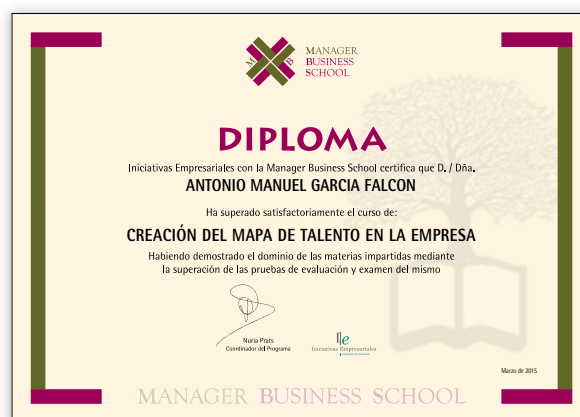 M B
MANAGER
BUSINESS
SCHOOL
DIPLOMA
Iniciativas Empresariales con la Manager Business School certifica que D. / Dña.
ANTONIO MANUEL GARCIA FALCON
Ha superado satisfactoriamente el curso de:
CREACIÓN DEL MAPA DE TALENTO EN LA EMPRESA
Habiendo demostrado el dominio de las materias impartidas mediante
la superación de las pruebas de evaluación y examen del mismo
Nuria Prats
Coordinador del Programa
Iniciativas Empresariales
Marzo de 2015
MANAGER BUSINESS SCHOOL